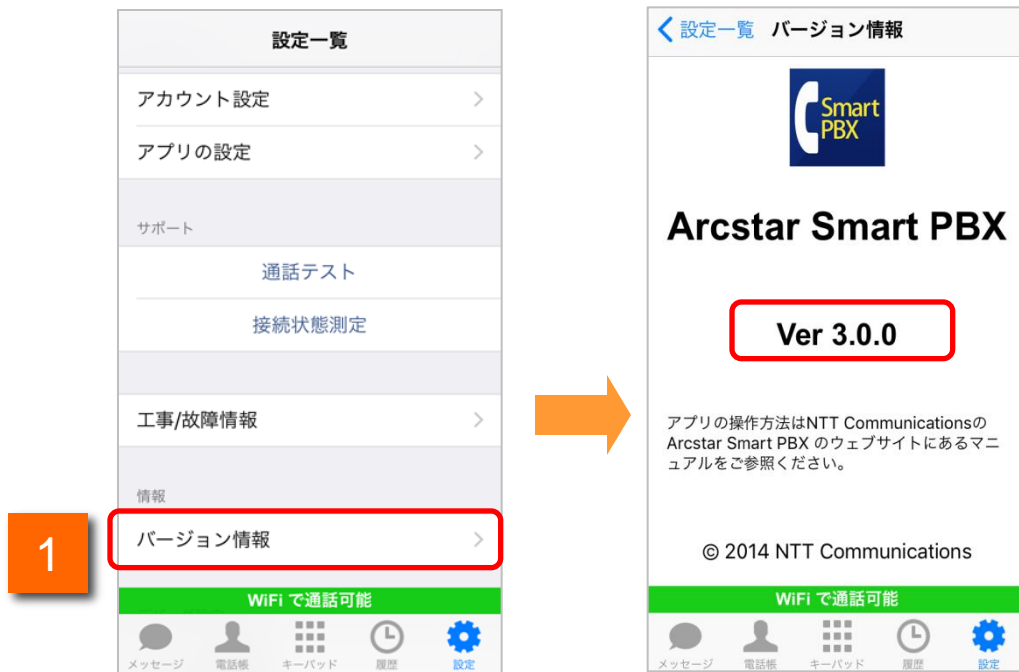 設定一覧
アカウント設定
アプリの設定
サポート
通話テスト
接続状態測定
工事/故障情報
情報
1
バージョン情報
WiFi で通話可能
メッセージ 電話帳 キーパッド 履歴 設定
設定一覧 バージョン情報
Smart
PBX
Arcstar Smart PBX
Ver 3.0.0
アプリの操作方法はNTT Communicationsの
Arcstar Smart PBX のウェブサイトにあるマニ
ュアルをご参照ください。
© 2014 NTT Communications
WiFi で通話可能
メッセージ 電話帳 キーパッド 履歴 設定